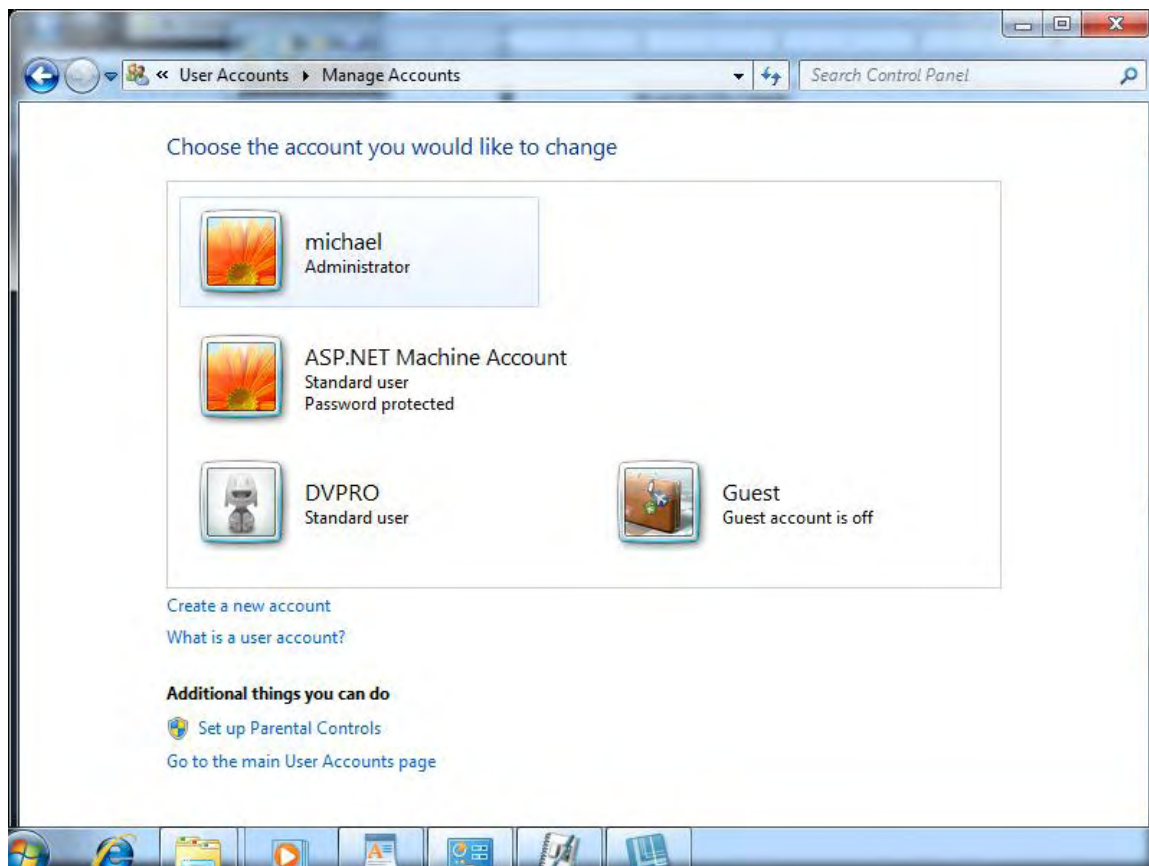 « User Accounts ▸ Manage Accounts
Search Control Panel
Choose the account you would like to change
michael
Administrator
ASP.NET Machine Account
Standard user
Password protected
DVPRO
Standard user
Guest
Guest account is off
Create a new account
What is a user account?
Additional things you can do
Set up Parental Controls
Go to the main User Accounts page